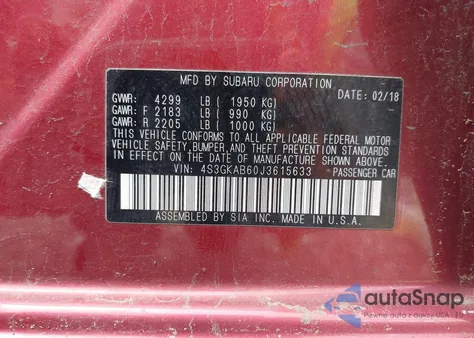 MFD BY SUBARU CORPORATION
DATE: 02/18
GVWR: 4299 LB ( 1950 KG)
GAWR: F 2183 LB ( 990 KG)
GAWR: R 2205 LB ( 1000 KG)
THIS VEHICLE CONFORMS TO ALL APPLICABLE FEDERAL MOTOR
VEHICLE SAFETY, BUMPER, AND THEFT PREVENTION STANDARDS
IN EFFECT ON THE DATE OF MANUFACTURE SHOWN ABOVE.
VIN: 4S3GKAB60J3615633 PASSENGER CAR
ASSEMBLED BY SIA INC. MADE IN U.S.A.
autoSnap
Pewne auto z USA i